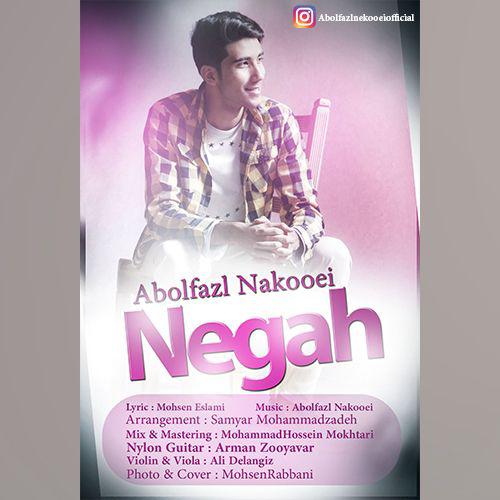 Abolfazlnekooeiofficial
Abolfazl Nakooei
Negah
Lyric : Mohsen Eslami Music : Abolfazl Nakooei
Arrangement : Samyar Mohammadzadeh
Mix & Mastering : MohammadHossein Mokhtari
Nylon Guitar : Arman Zooyavar
Violin & Viola : Ali Delangiz
Photo & Cover : MohsenRabbani